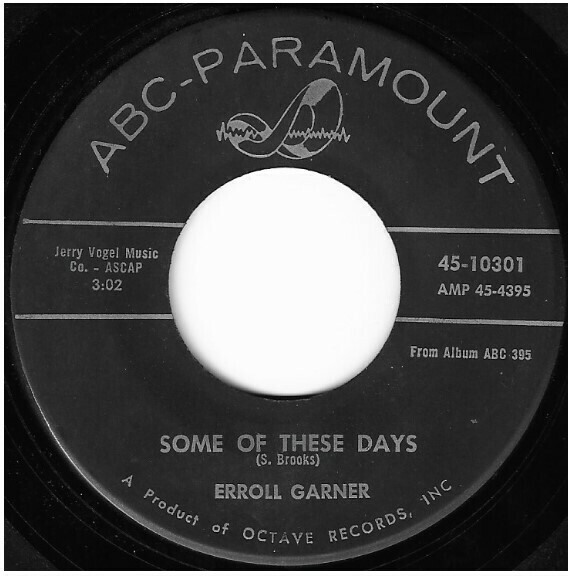 ABC-PARAMOUNT
Jerry Vogel Music
Co. - ASCAP
3:02
45-10301
AMP 45-4395
From Album ABC 395
SOME OF THESE DAYS
(S. Brooks)
ERROLL GARNER
A Product of OCTAVE RECORDS, INC